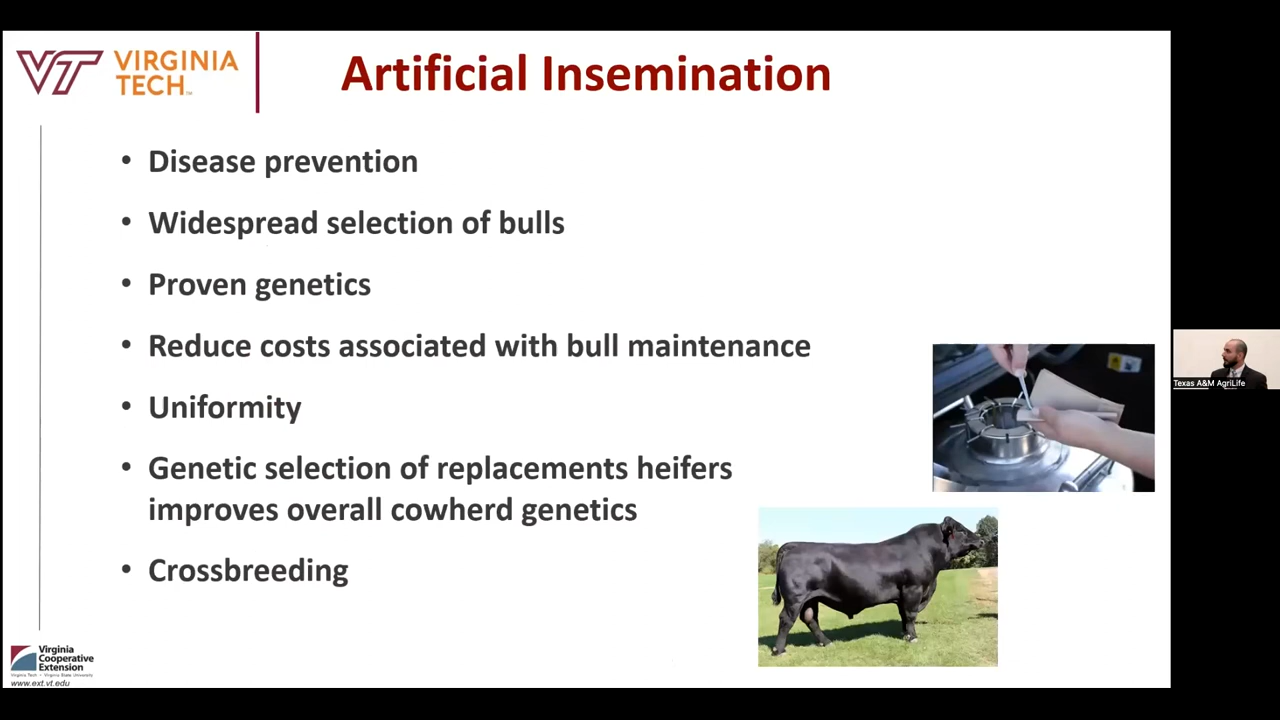 VT VIRGINIA
TECH™
Artificial Insemination
• Disease prevention
• Widespread selection of bulls
• Proven genetics
• Reduce costs associated with bull maintenance
• Uniformity
• Genetic selection of replacements heifers
improves overall cowherd genetics
• Crossbreeding
Texas A&M AgriLife
Virginia
Cooperative
Extension
Virginia Tech • Virginia State University
www.ext.vt.edu